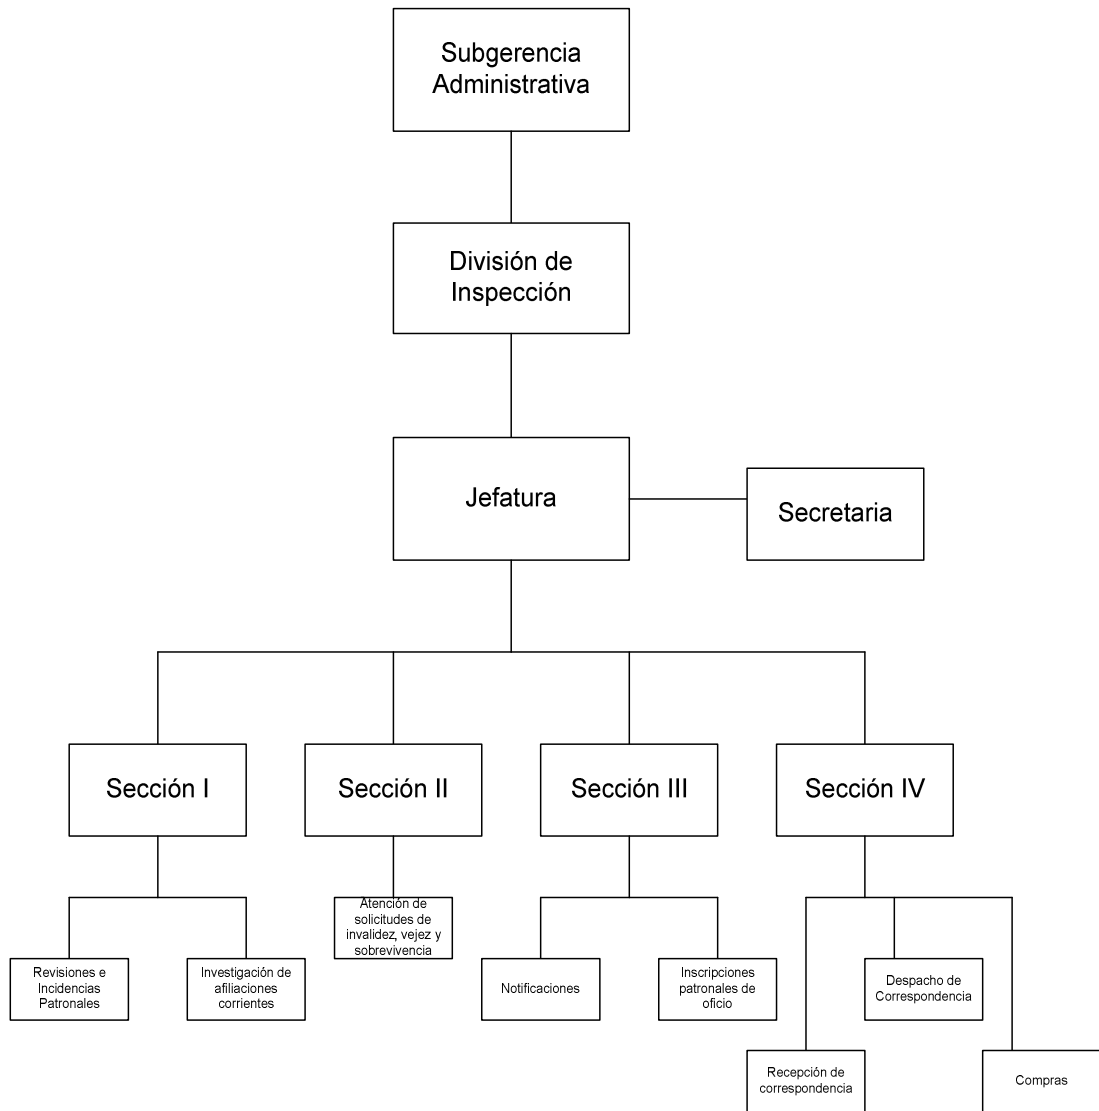 Subgerencia
Administrativa
División de
Inspección
Jefatura
Secretaria
Sección I
Sección II
Sección III
Sección IV
Atención de
solicitudes de
invalidez, vejez y
sobrevivencia
Revisiones e
Incidencias
Patronales
Investigación de
afiliaciones
corrientes
Notificaciones
Inscripciones
patronales de
oficio
Despacho de
Correspondencia
Recepción de
correspondencia
Compras